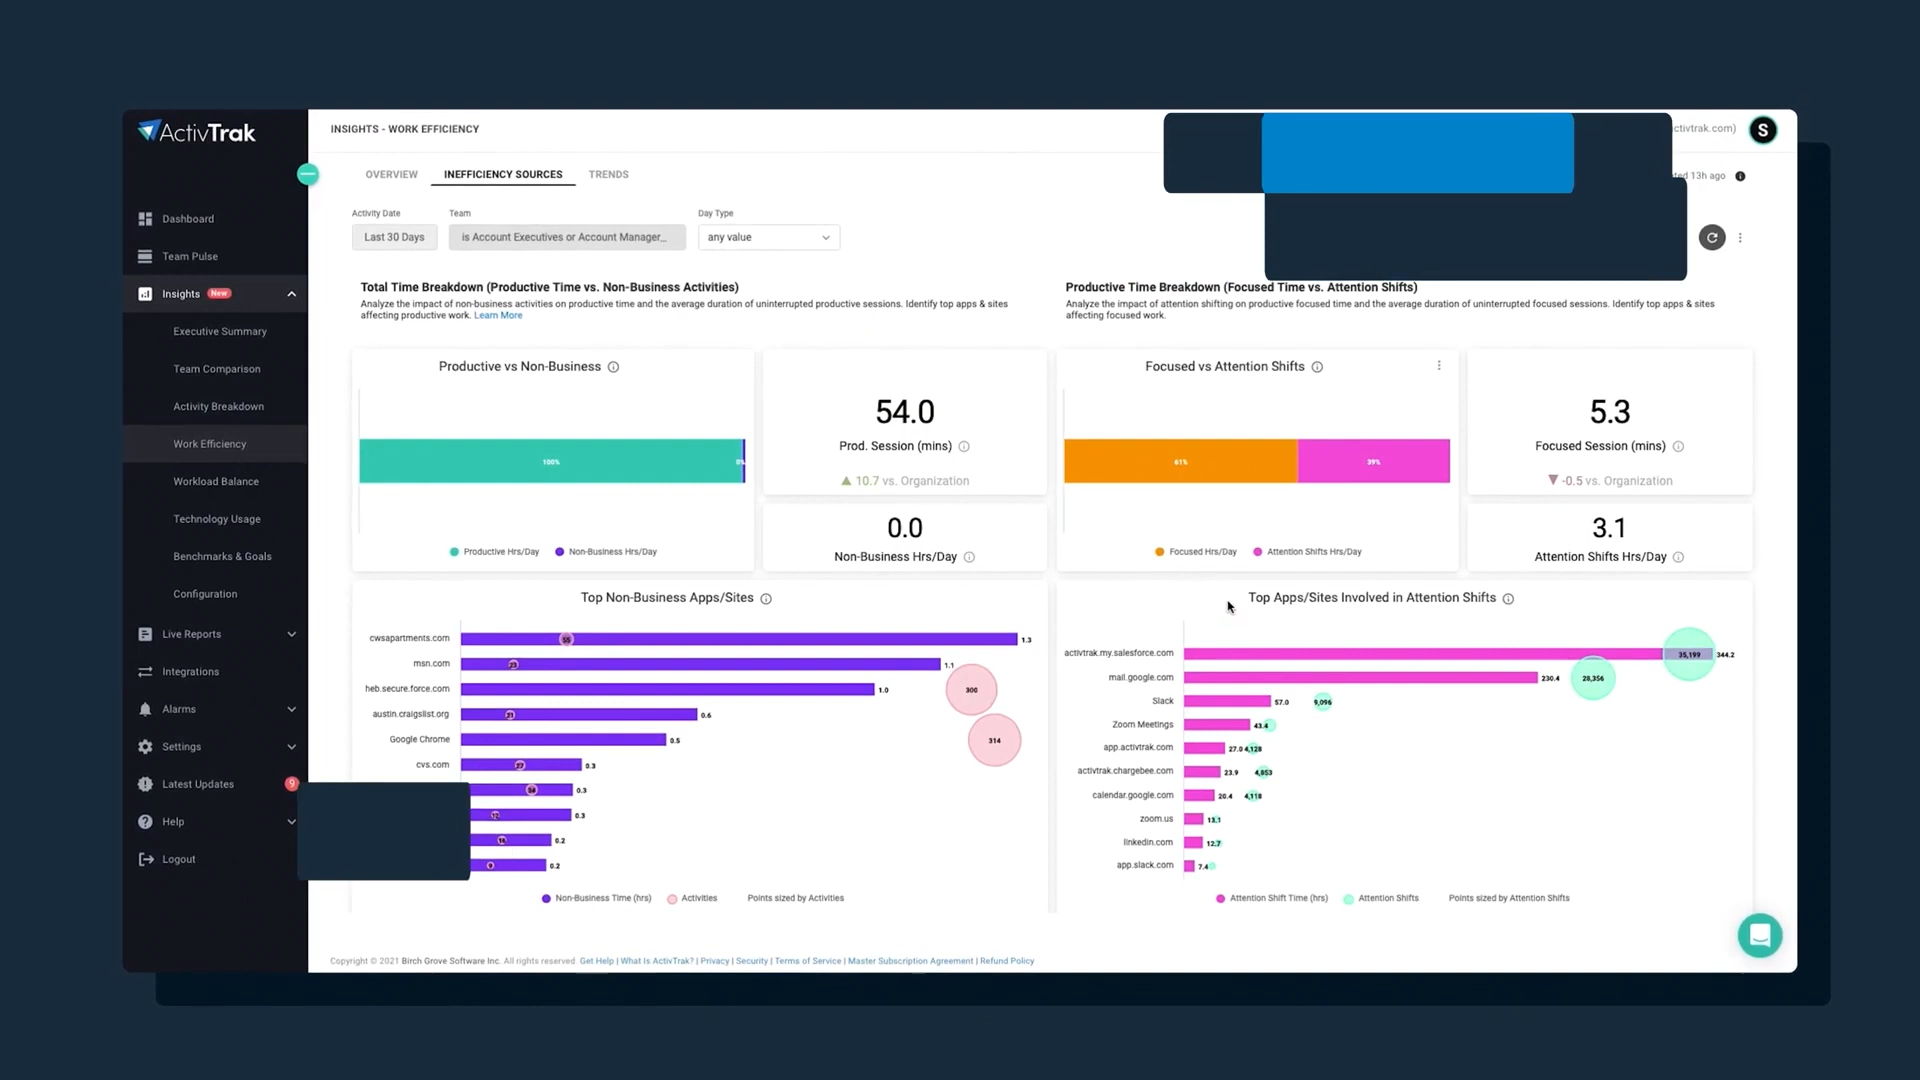 ActivTrak
INSIGHTS - WORK EFFICIENCY
ctivtrak.com)
S
OVERVIEW
INEFFICIENCY SOURCES
TRENDS
13h ago
Activity Date
Team
Day Type
Last 30 Days
is Account Executives or Account Manager_
any value
Dashboard
Team Pulse
Insights New
Executive Summary
Team Comparison
Activity Breakdown
Work Efficiency
Workload Balance
Technology Usage
Benchmarks & Goals
Configuration
Live Reports
Integrations
Alarms
Settings
Latest Updates 9
Help
Logout
Total Time Breakdown (Productive Time vs. Non-Business Activities)
Analyze the impact of non-business activities on productive time and the average duration of uninterrupted productive sessions. Identify top apps & sites
affecting productive work. Learn More
Productive Time Breakdown (Focused Time vs. Attention Shifts)
Analyze the impact of attention shifting on productive focused time and the average duration of uninterrupted focused sessions. Identify top apps & sites
affecting focused work.
Productive vs Non-Business
100%
0%
Productive Hrs/Day
Non-Business Hrs/Day
54.0
Prod. Session (mins)
10.7 vs. Organization
0.0
Non-Business Hrs/Day
Focused vs Attention Shifts
61%
39%
Focused Hrs/Day
Attention Shifts Hrs/Day
5.3
Focused Session (mins)
-0.5 vs. Organization
3.1
Attention Shifts Hrs/Day
Top Non-Business Apps/Sites
cwsapartments.com 55 1.3
msn.com 23 1.1
heb.secure.force.com 1.0 300
austin.craigslist.org 21 0.6
Google Chrome 0.5 314
cvs.com 27 0.3
34 0.3
12 0.3
16 0.2
9 0.2
Non-Business Time (hrs)
Activities
Points sized by Activities
Top Apps/Sites Involved in Attention Shifts
activtrak.my.salesforce.com 35,199 344.2
mail.google.com 230.4 28,356
Slack 57.0 9,096
Zoom Meetings 43.4
app.activtrak.com 27.0 4,128
activtrak.chargebee.com 23.9 4,853
calendar.google.com 20.4 4,118
zoom.us 13.1
linkedin.com 12.7
app.slack.com 7.4
Attention Shift Time (hrs)
Attention Shifts
Points sized by Attention Shifts
Copyright © 2021 Birch Grove Software Inc. All rights reserved. Get Help | What Is ActivTrak? | Privacy | Security | Terms of Service | Master Subscription Agreement | Refund Policy